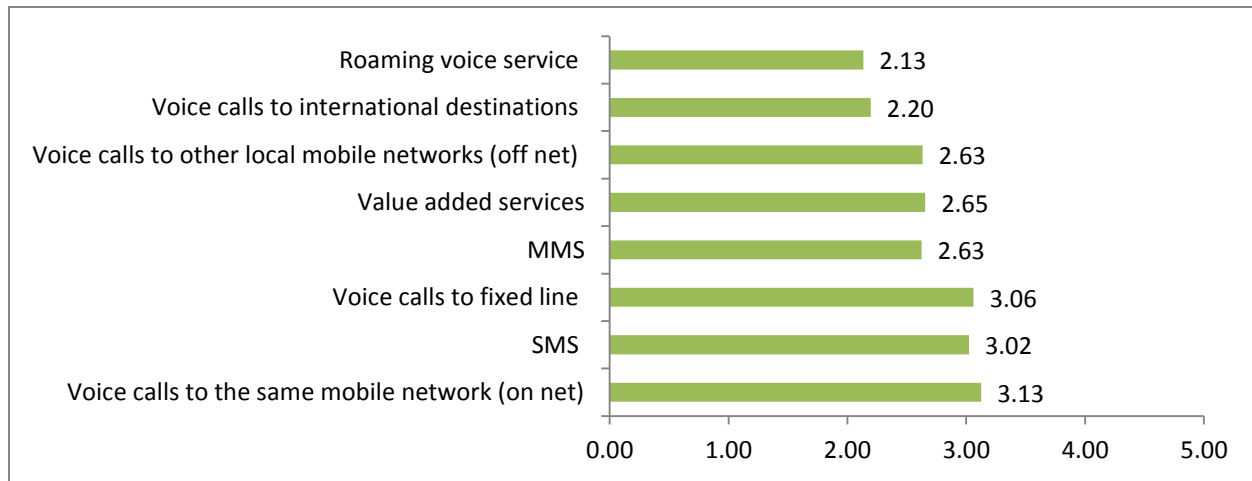 Roaming voice service 2.13
Voice calls to international destinations 2.20
Voice calls to other local mobile networks (off net) 2.63
Value added services 2.65
MMS 2.63
Voice calls to fixed line 3.06
SMS 3.02
Voice calls to the same mobile network (on net) 3.13
0.00 1.00 2.00 3.00 4.00 5.00